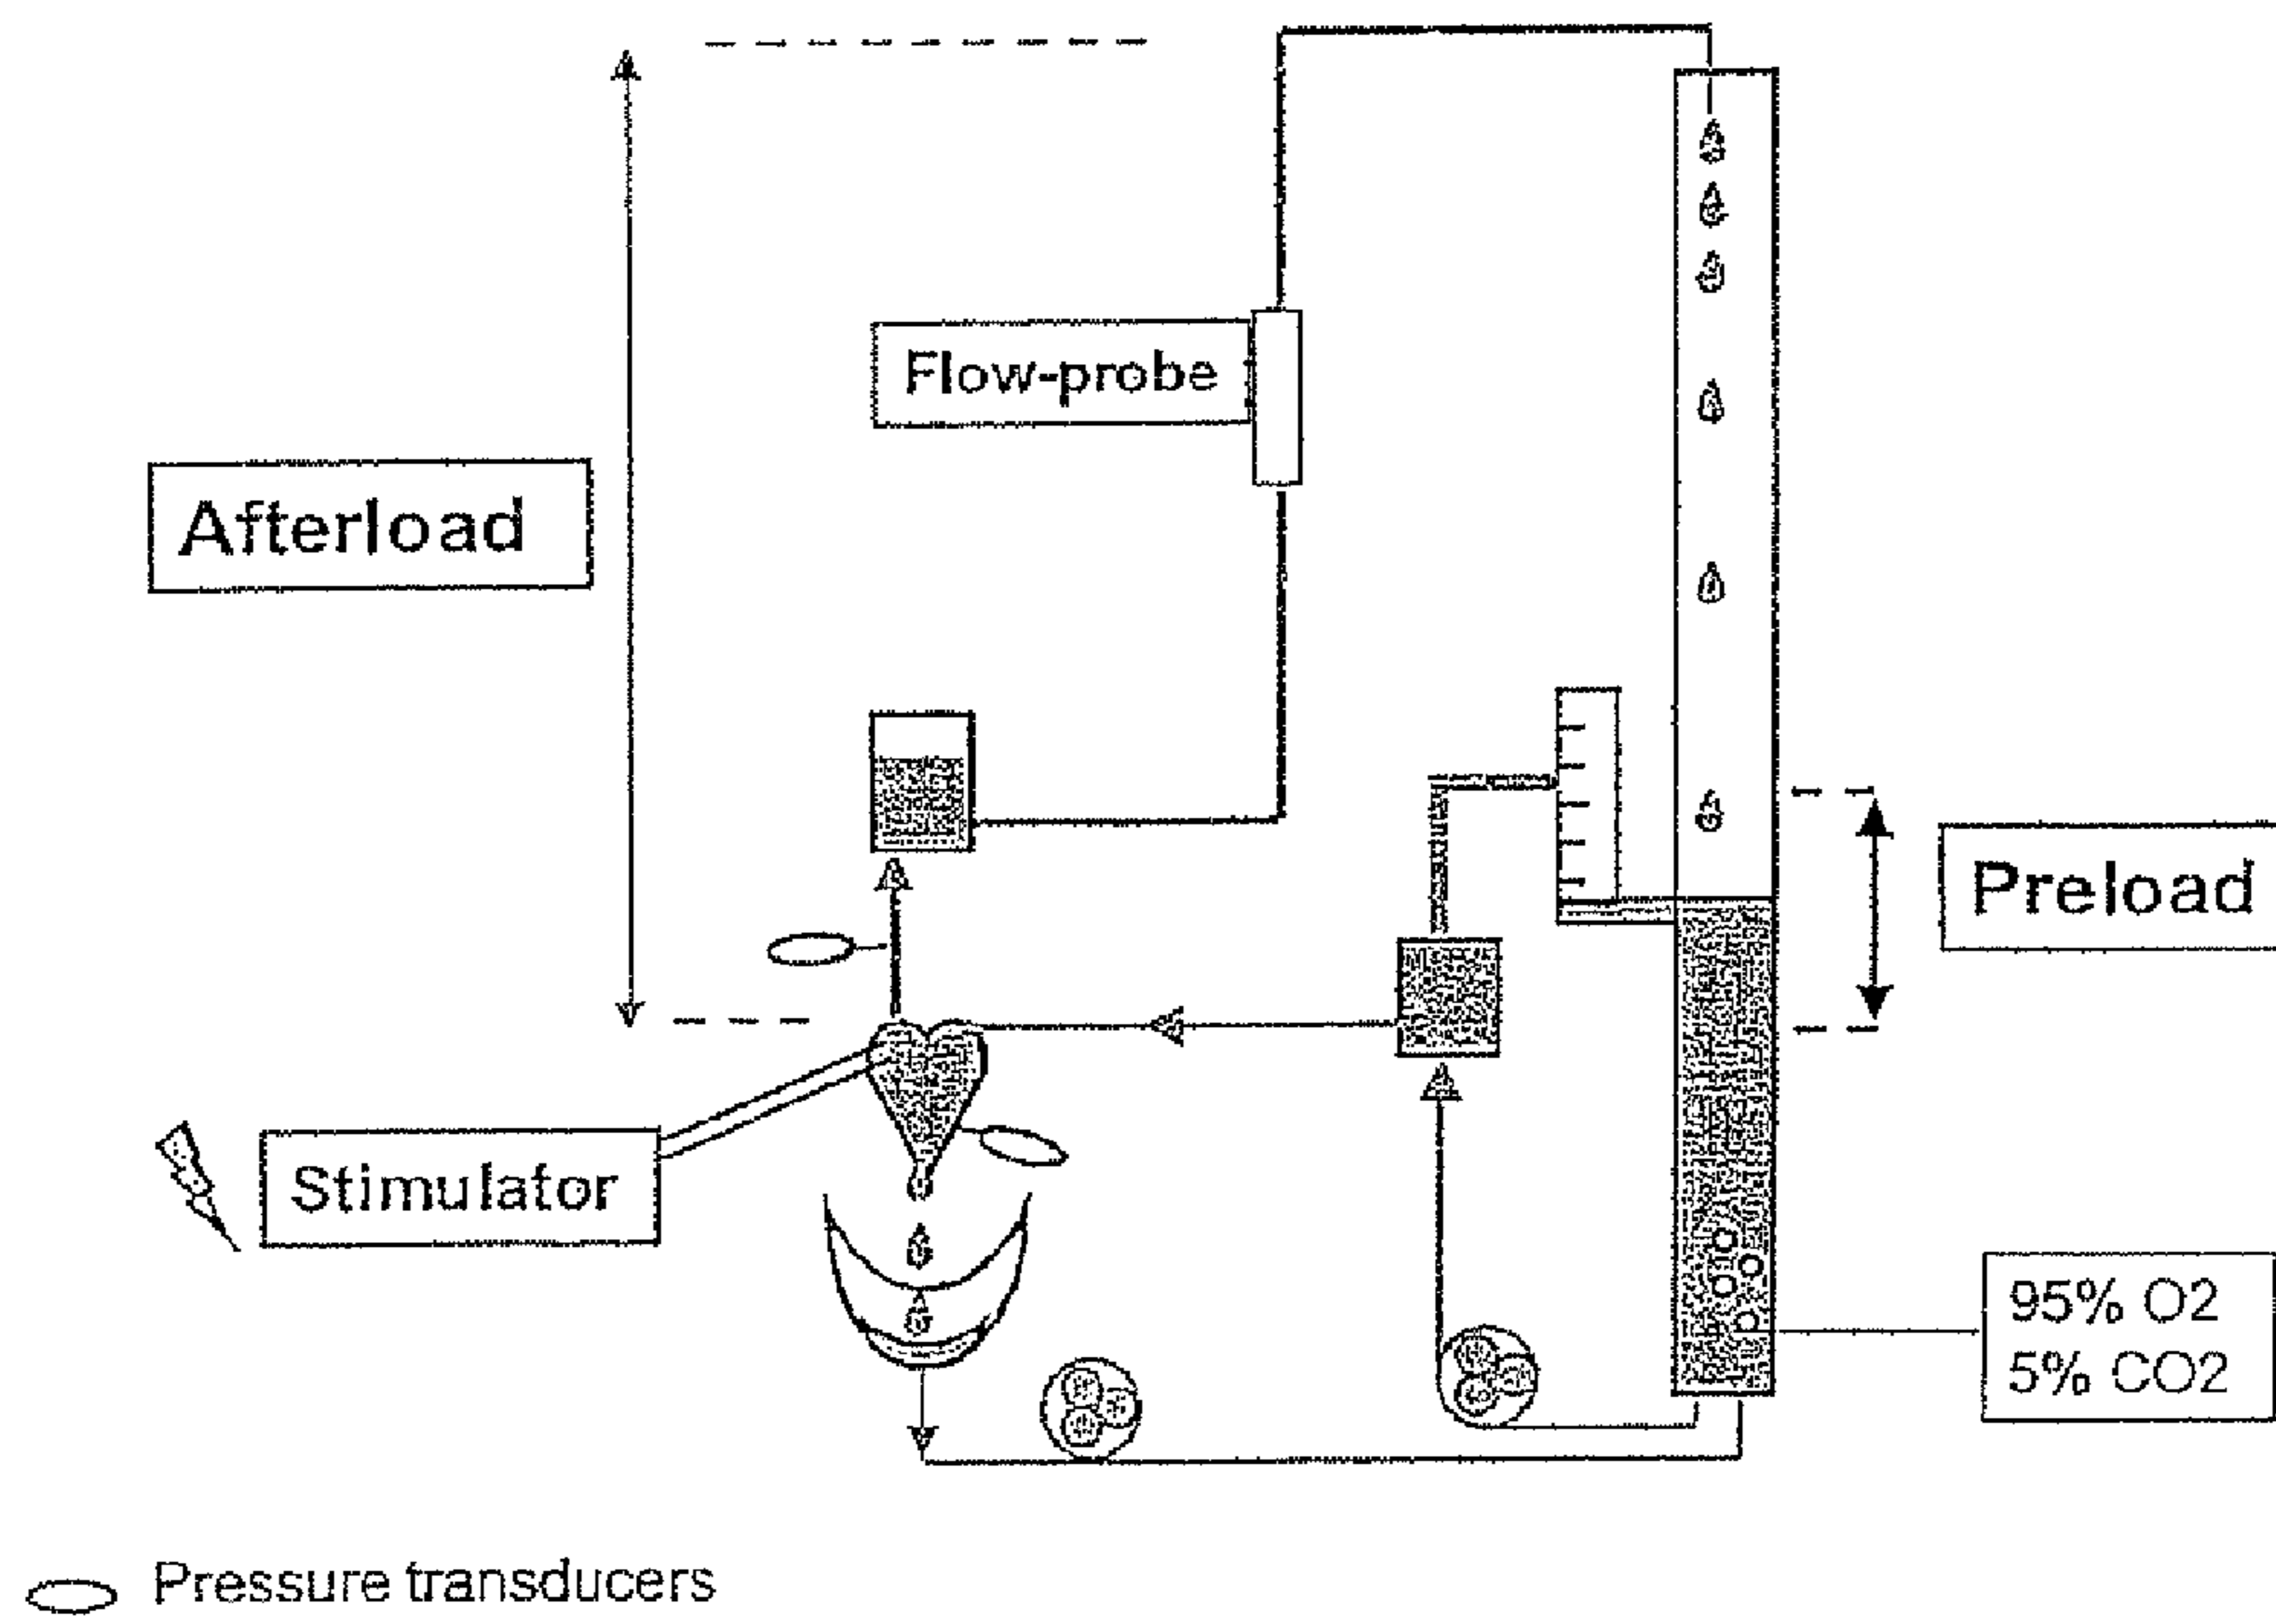 Flow-probe
Afterload
Preload
Stimulator
95% O2
5% CO2
Pressure transducers